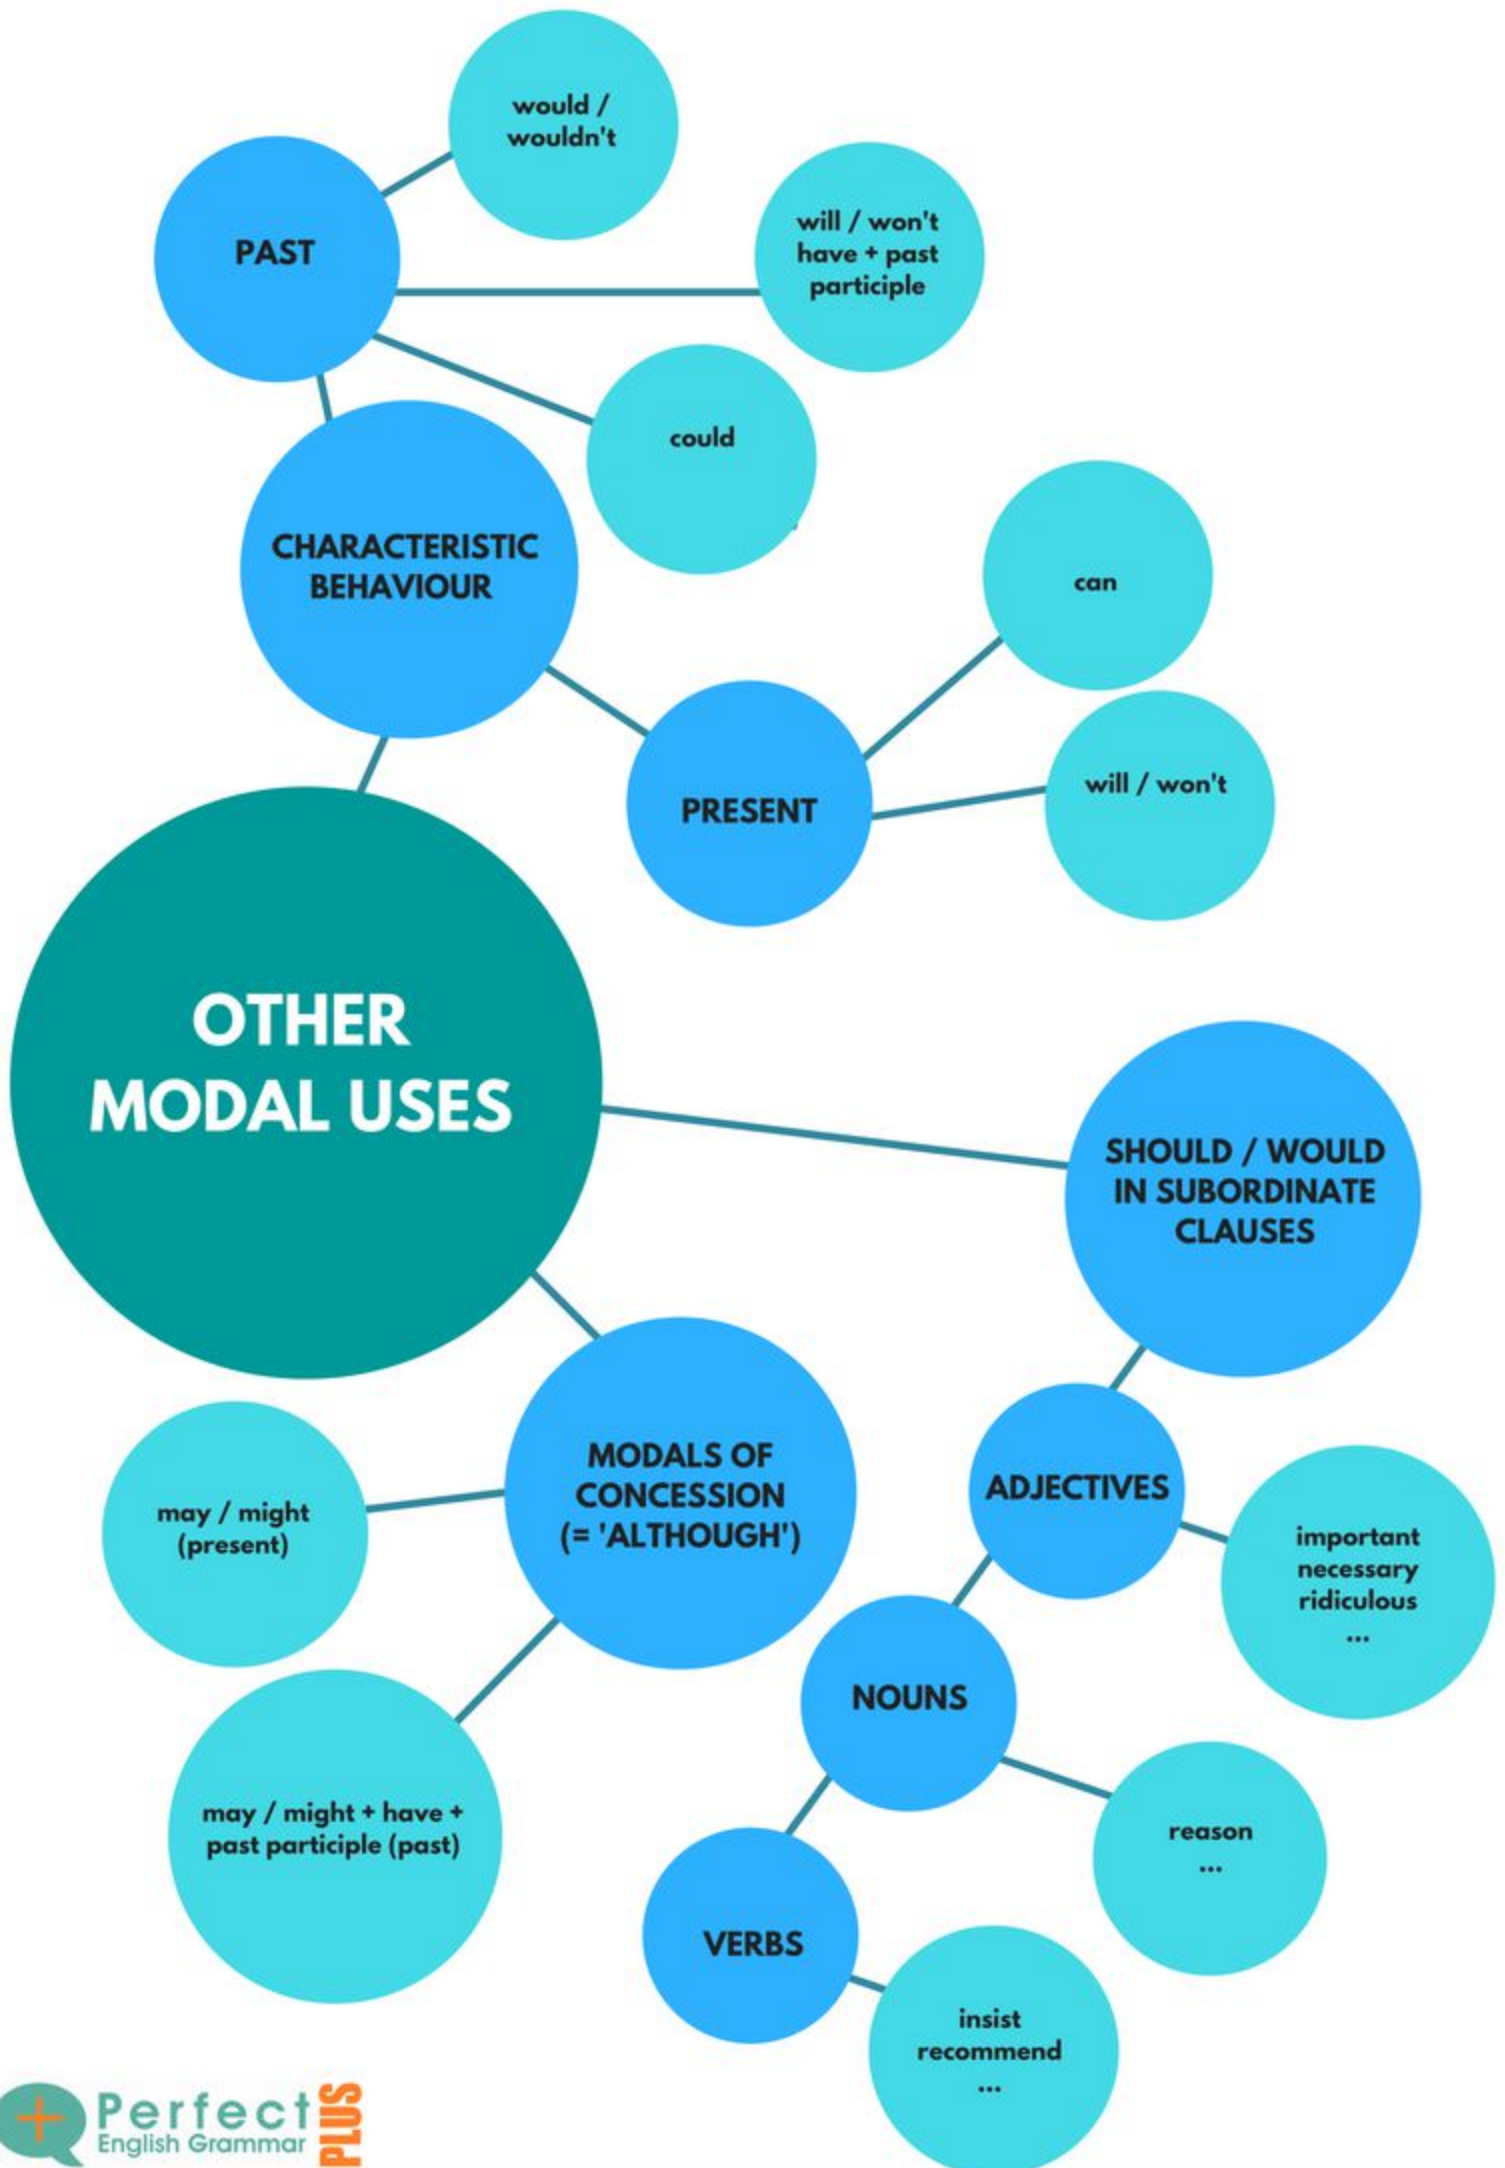 would /
wouldn't
PAST
will / won't
have + past
participle
could
CHARACTERISTIC
BEHAVIOUR
can
PRESENT
will / won't
OTHER
MODAL USES
SHOULD / WOULD
IN SUBORDINATE
CLAUSES
MODALS OF
CONCESSION
(= 'ALTHOUGH')
may / might
(present)
may / might + have +
past participle (past)
ADJECTIVES
important
necessary
ridiculous
...
NOUNS
reason
...
VERBS
insist
recommend
...
Perfect
English Grammar
PLUS